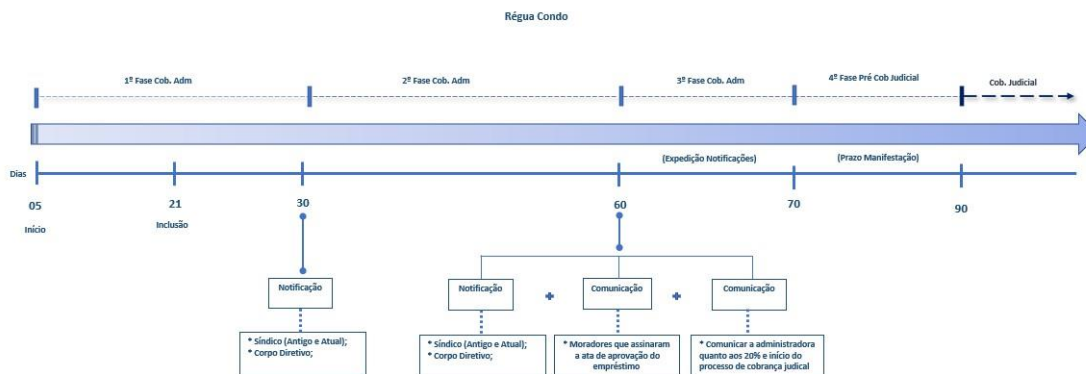 Régua Condo
1ª Fase Cob. Adm
2ª Fase Cob. Adm
3ª Fase Cob. Adm
4ª Fase Pré Cob Judicial
Cob. Judicial
(Expedição Notificações)
(Prazo Manifestação)
Dias
05
21
30
60
70
90
Início
Inclusão
Notificação
* Síndico (Antigo e Atual);
* Corpo Diretivo;
Notificação
+
Comunicação
+
Comunicação
* Síndico (Antigo e Atual);
* Corpo Diretivo;
* Moradores que assinaram
a ata de aprovação do
empréstimo
* Comunicar a administradora
quanto aos 20% e início do
processo de cobrança judical